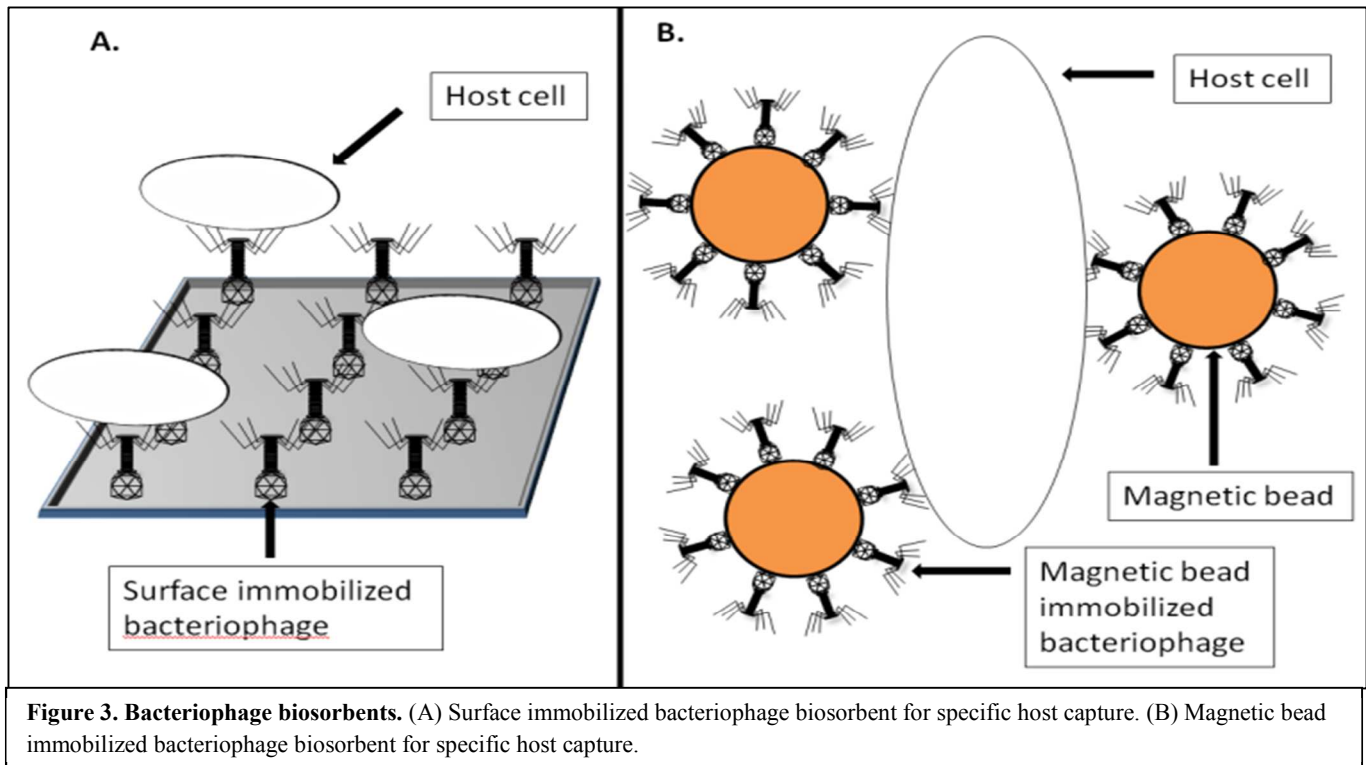 A.
Host cell
Surface immobilized
bacteriophage
B.
Host cell
Magnetic bead
Magnetic bead
immobilized
bacteriophage
Figure 3. Bacteriophage biosorbents. (A) Surface immobilized bacteriophage biosorbent for specific host capture. (B) Magnetic bead
immobilized bacteriophage biosorbent for specific host capture.